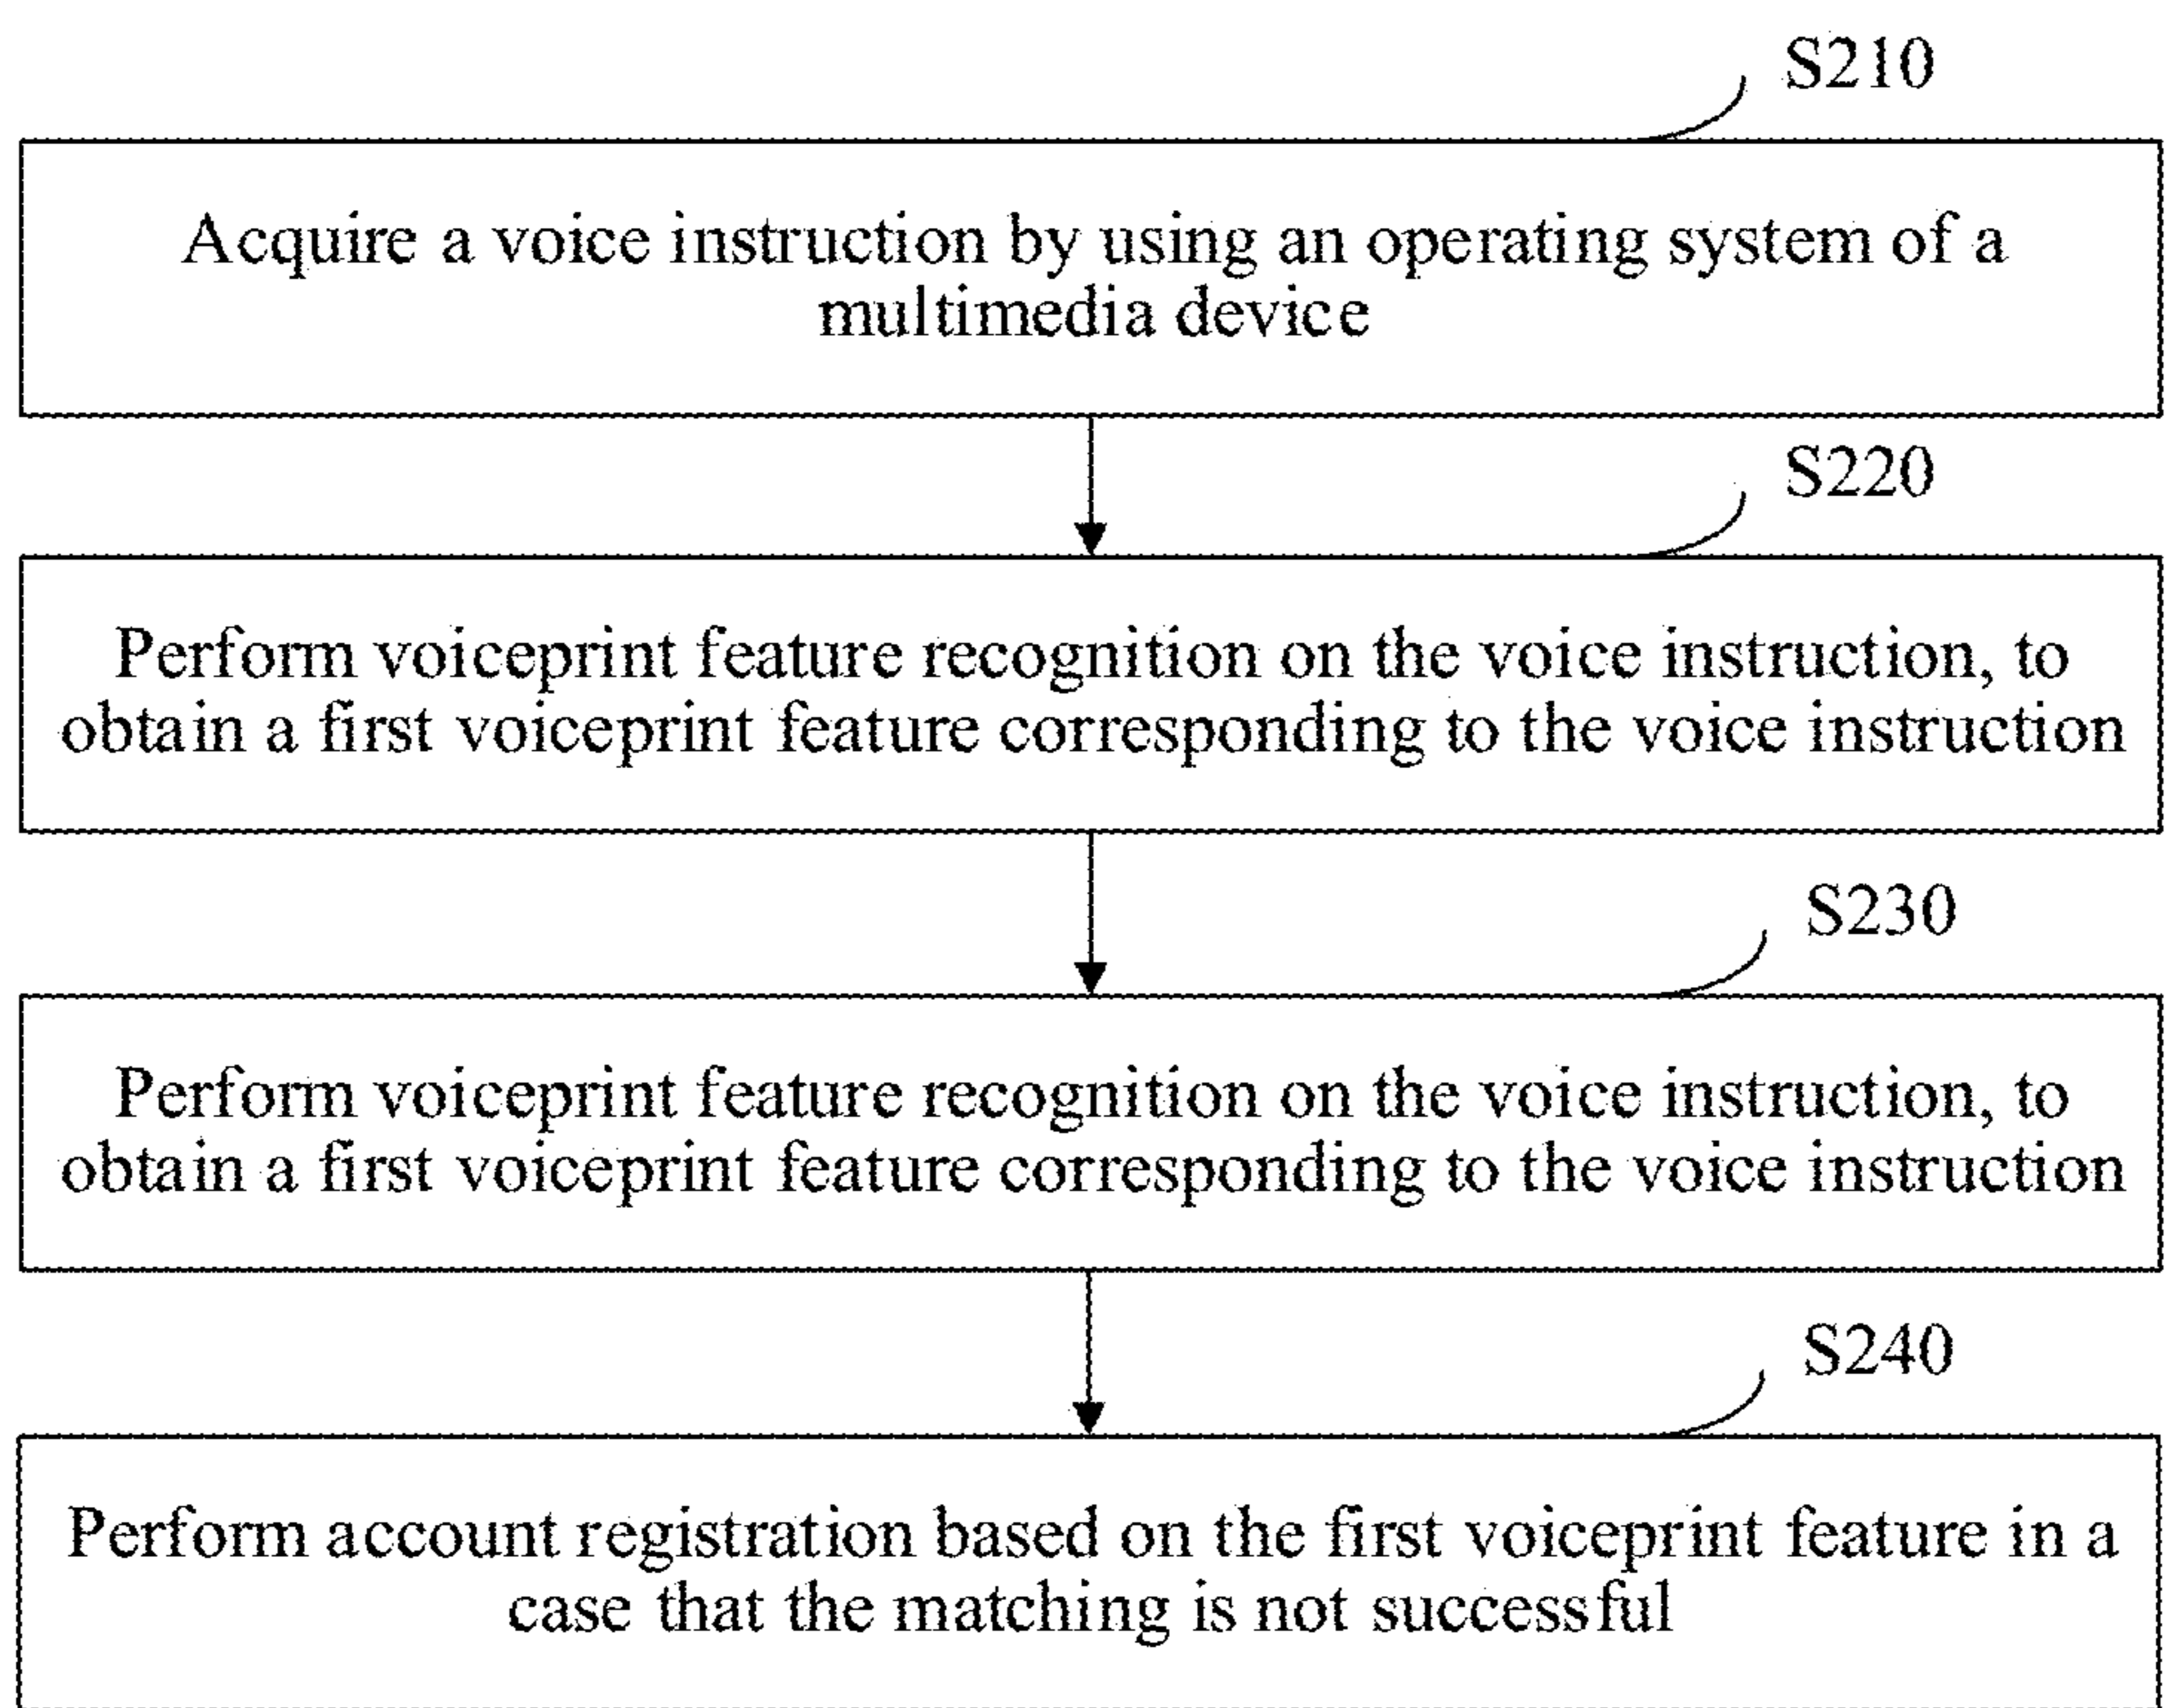 S210
Acquire a voice instruction by using an operating system of a
multimedia device
S220
Perform voiceprint feature recognition on the voice instruction, to
obtain a first voiceprint feature corresponding to the voice instruction
S230
Perform voiceprint feature recognition on the voice instruction, to
obtain a first voiceprint feature corresponding to the voice instruction
S240
Perform account registration based on the first voiceprint feature in a
case that the matching is not successful